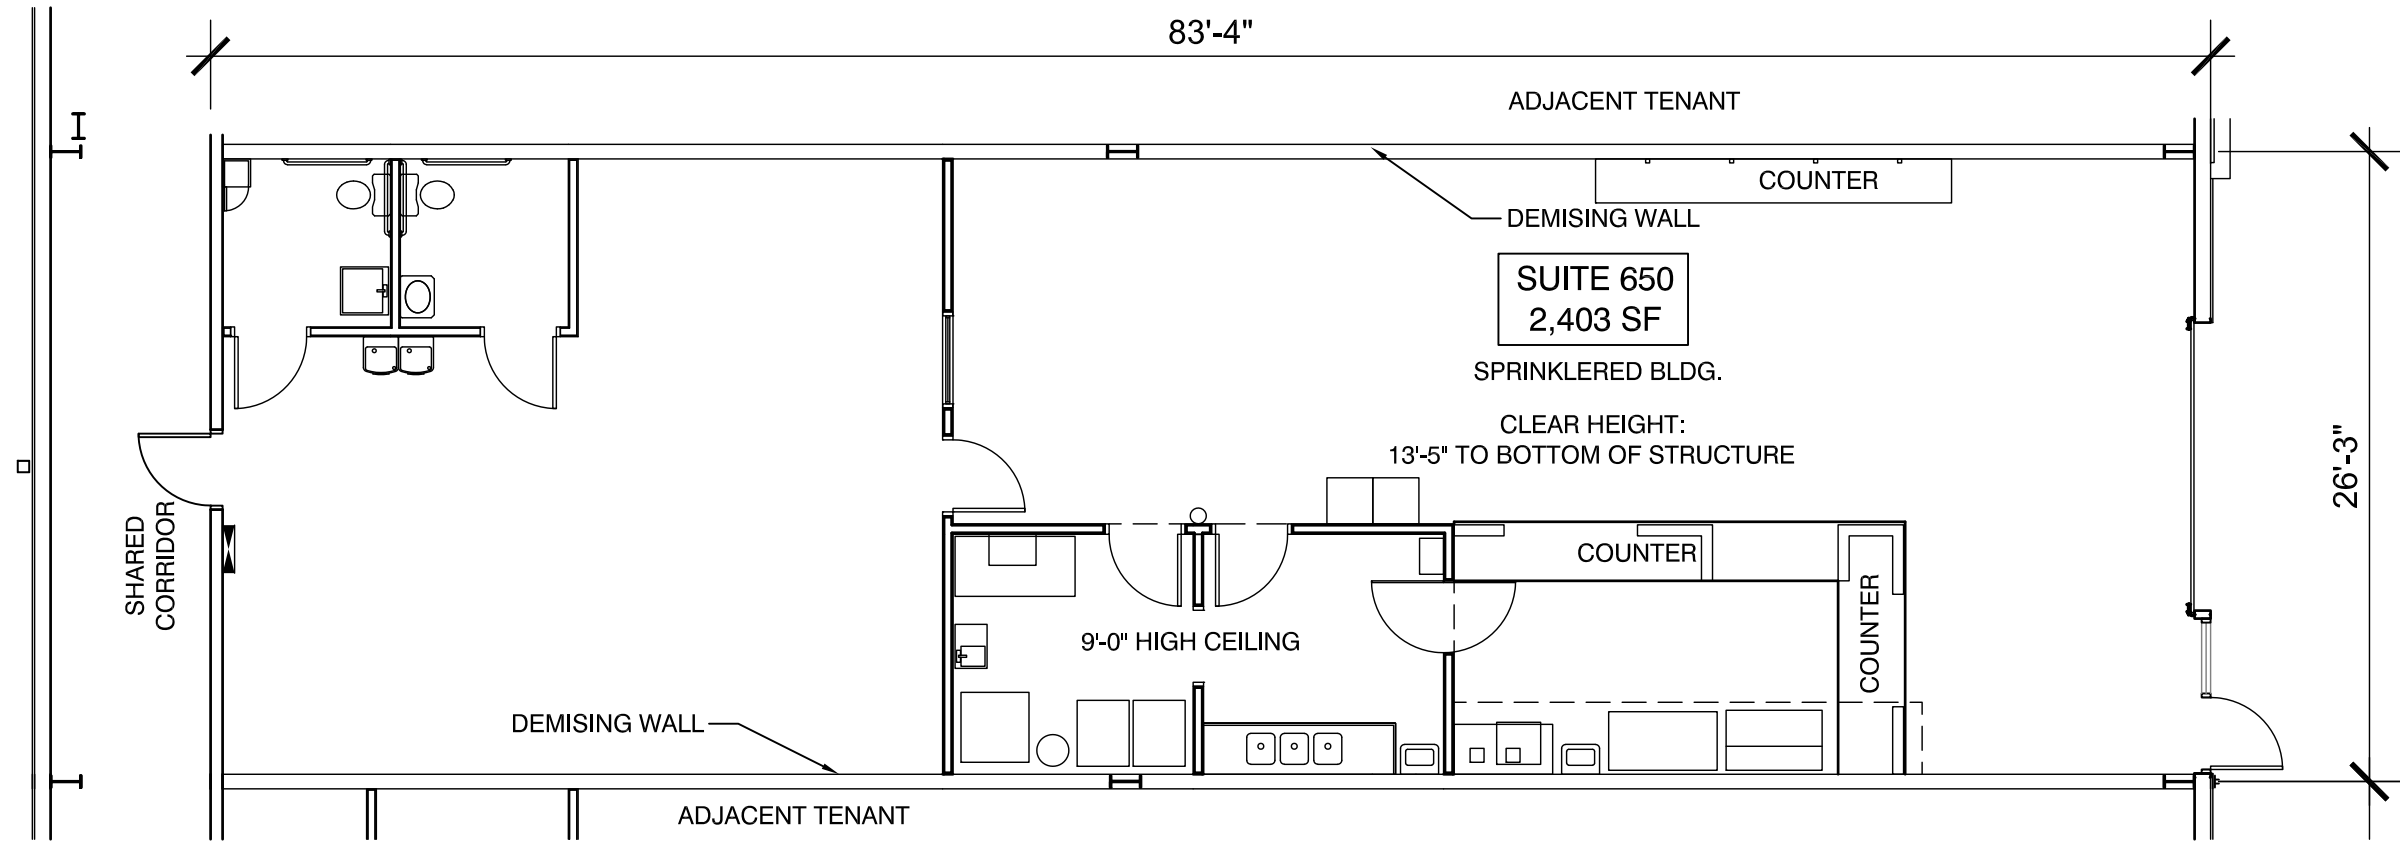 83'-4"
ADJACENT TENANT
COUNTER
DEMISING WALL
SUITE 650
2,403 SF
SPRINKLERED BLDG.
CLEAR HEIGHT:
13'-5" TO BOTTOM OF STRUCTURE
26'-3"
SHARED
CORRIDOR
COUNTER
COUNTER
9'-0" HIGH CEILING
DEMISING WALL
ADJACENT TENANT